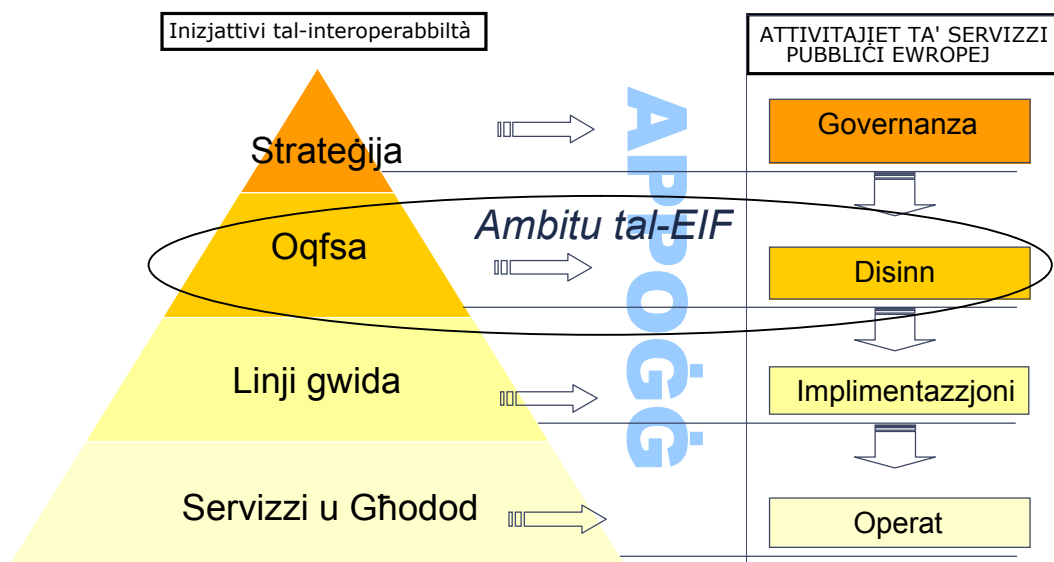 Inizjattivi tal-interoperabbiltà
ATTIVITAJIET TA' SERVIZZI
PUBBLIĊI EWROPEJ
Strateġija
APPOĠĠ
Governanza
Oqfsa
Ambitu tal-EIF
Disinn
Linji gwida
Implimentazzjoni
Servizzi u Għodod
Operat